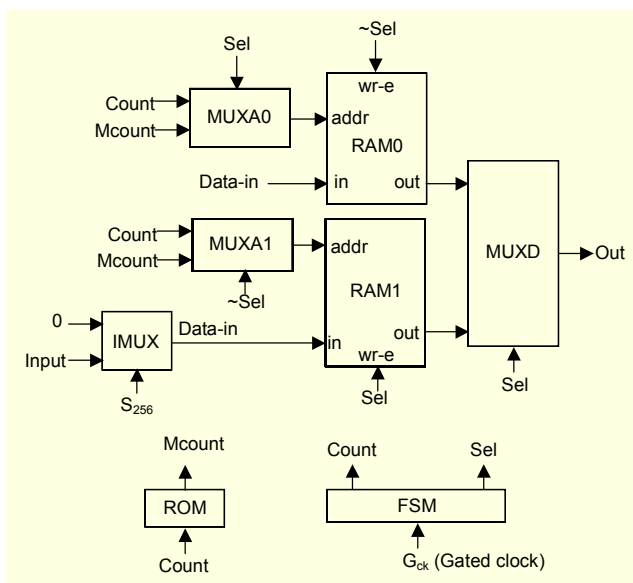 Sel
~Sel
Count
Mcount
MUXA0
wr-e
addr
RAM0
Data-in
in
out
Count
Mcount
MUXA1
~Sel
addr
RAM1
MUXD
Out
0
Input
IMUX
Data-in
in
out
wr-e
S256
Sel
Sel
Mcount
Count
Sel
ROM
FSM
Count
Gck (Gated clock)